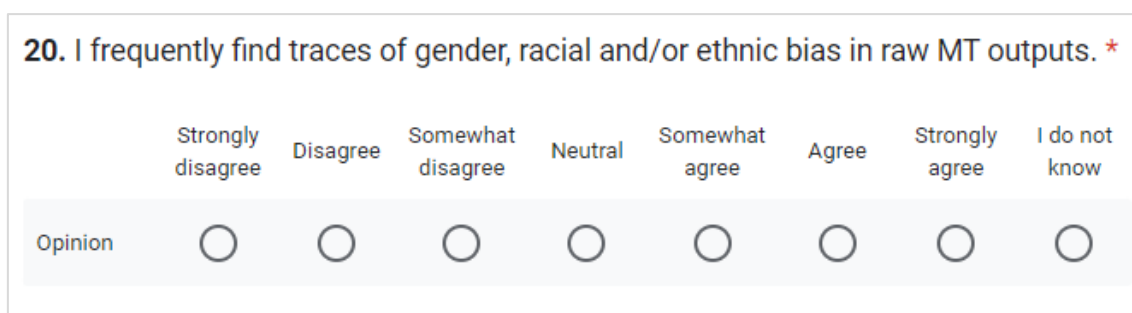 20. I frequently find traces of gender, racial and/or ethnic bias in raw MT outputs. *
Strongly disagree
Disagree
Somewhat disagree
Neutral
Somewhat agree
Agree
Strongly agree
I do not know
Opinion